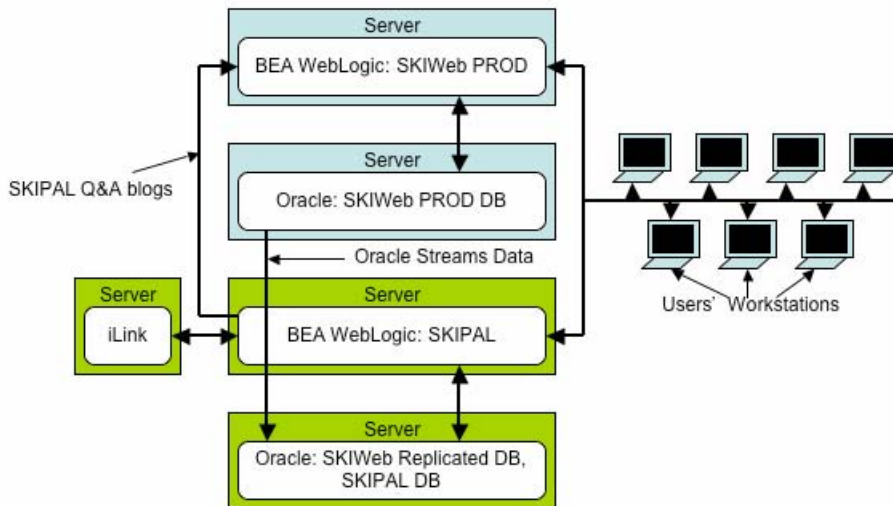 Server
BEA WebLogic: SKIWeb PROD
SKIPAL Q&A blogs
Server
Oracle: SKIWeb PROD DB
Oracle Streams Data
Users' Workstations
Server
iLink
Server
BEA WebLogic: SKIPAL
Server
Oracle: SKIWeb Replicated DB,
SKIPAL DB